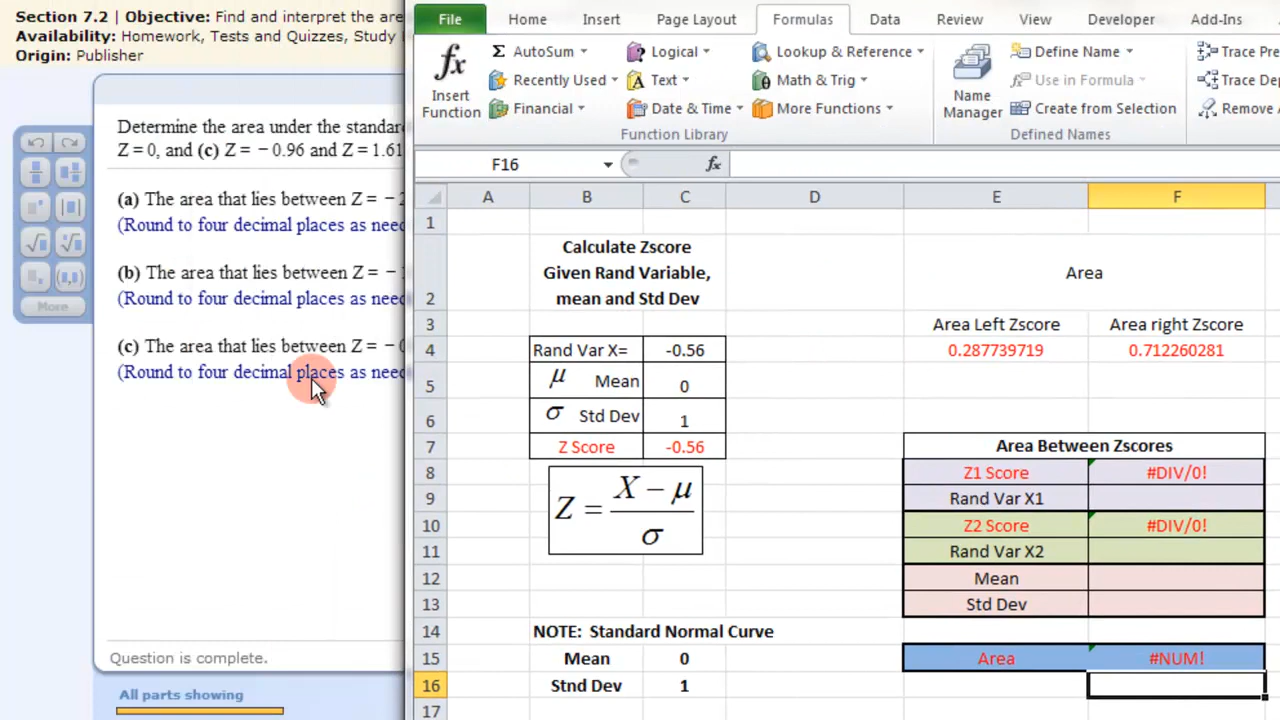 Section 7.2 | Objective: Find and interpret the are
Availability: Homework, Tests and Quizzes, Study
Origin: Publisher
Determine the area under the standar
Z = 0, and (c) Z = − 0.96 and Z = 1.61
(a) The area that lies between Z = −
(Round to four decimal places as need
(b) The area that lies between Z = −
(Round to four decimal places as need
(c) The area that lies between Z = −
(Round to four decimal places as need
More
Question is complete.
All parts showing
File Home Insert Page Layout Formulas Data Review View Developer Add-Ins
fx
Insert
Function
Σ AutoSum
Recently Used
Financial
Logical
Text
Date & Time
Lookup & Reference
Math & Trig
More Functions
Function Library
Name
Manager
Define Name
Use in Formula
Create from Selection
Defined Names
Trace Pre
Trace De
Remove
F16 fx
A B C D E F
1
2 Calculate Zscore
Given Rand Variable,
mean and Std Dev
Area
3 Area Left Zscore Area right Zscore
4 Rand Var X= -0.56 0.287739719 0.712260281
5 μ Mean 0
6 σ Std Dev 1
7 Z Score -0.56 Area Between Zscores
8 Z1 Score #DIV/0!
9 Rand Var X1
10 Z2 Score #DIV/0!
11 Rand Var X2
12 Mean
13 Std Dev
Z = (X − μ) / σ
14 NOTE: Standard Normal Curve
15 Mean 0 Area #NUM!
16 Stnd Dev 1
17